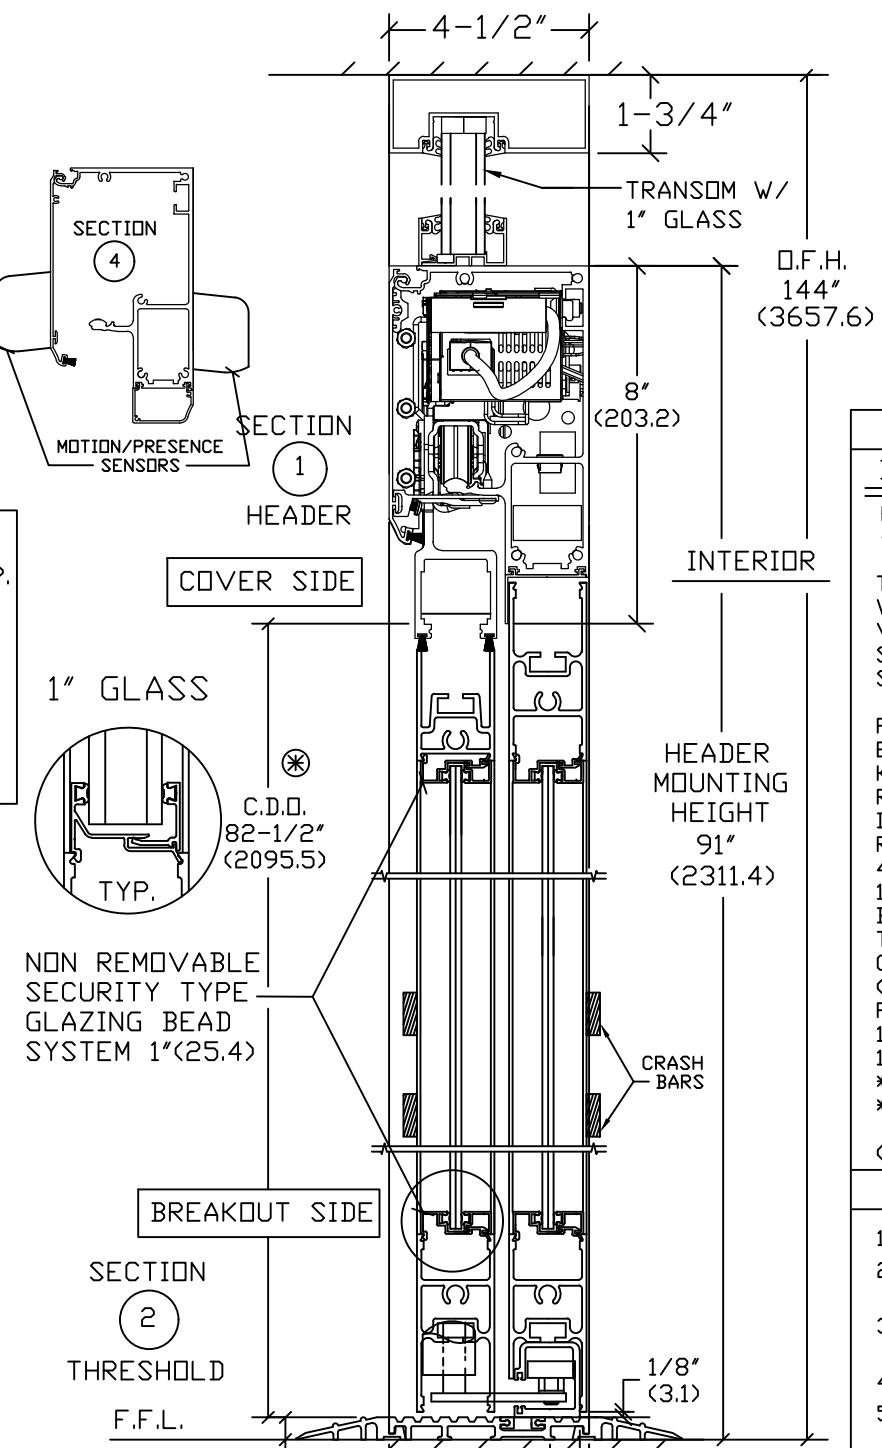 4-1/2"
1-3/4"
TRANSOM W/
1" GLASS
SECTION
4
O.F.H.
144"
(3657.6)
8"
(203.2)
MOTION/PRESENCE
SENSORS
SECTION
1
HEADER
INTERIOR
COVER SIDE
1" GLASS
TYP.
*
C.D.O.
82-1/2"
(2095.5)
HEADER
MOUNTING
HEIGHT
91"
(2311.4)
NON REMOVABLE
SECURITY TYPE
GLAZING BEAD
SYSTEM 1"(25.4)
CRASH
BARS
BREAKOUT SIDE
SECTION
2
THRESHOLD
1/8"
(3.1)
F.F.L.